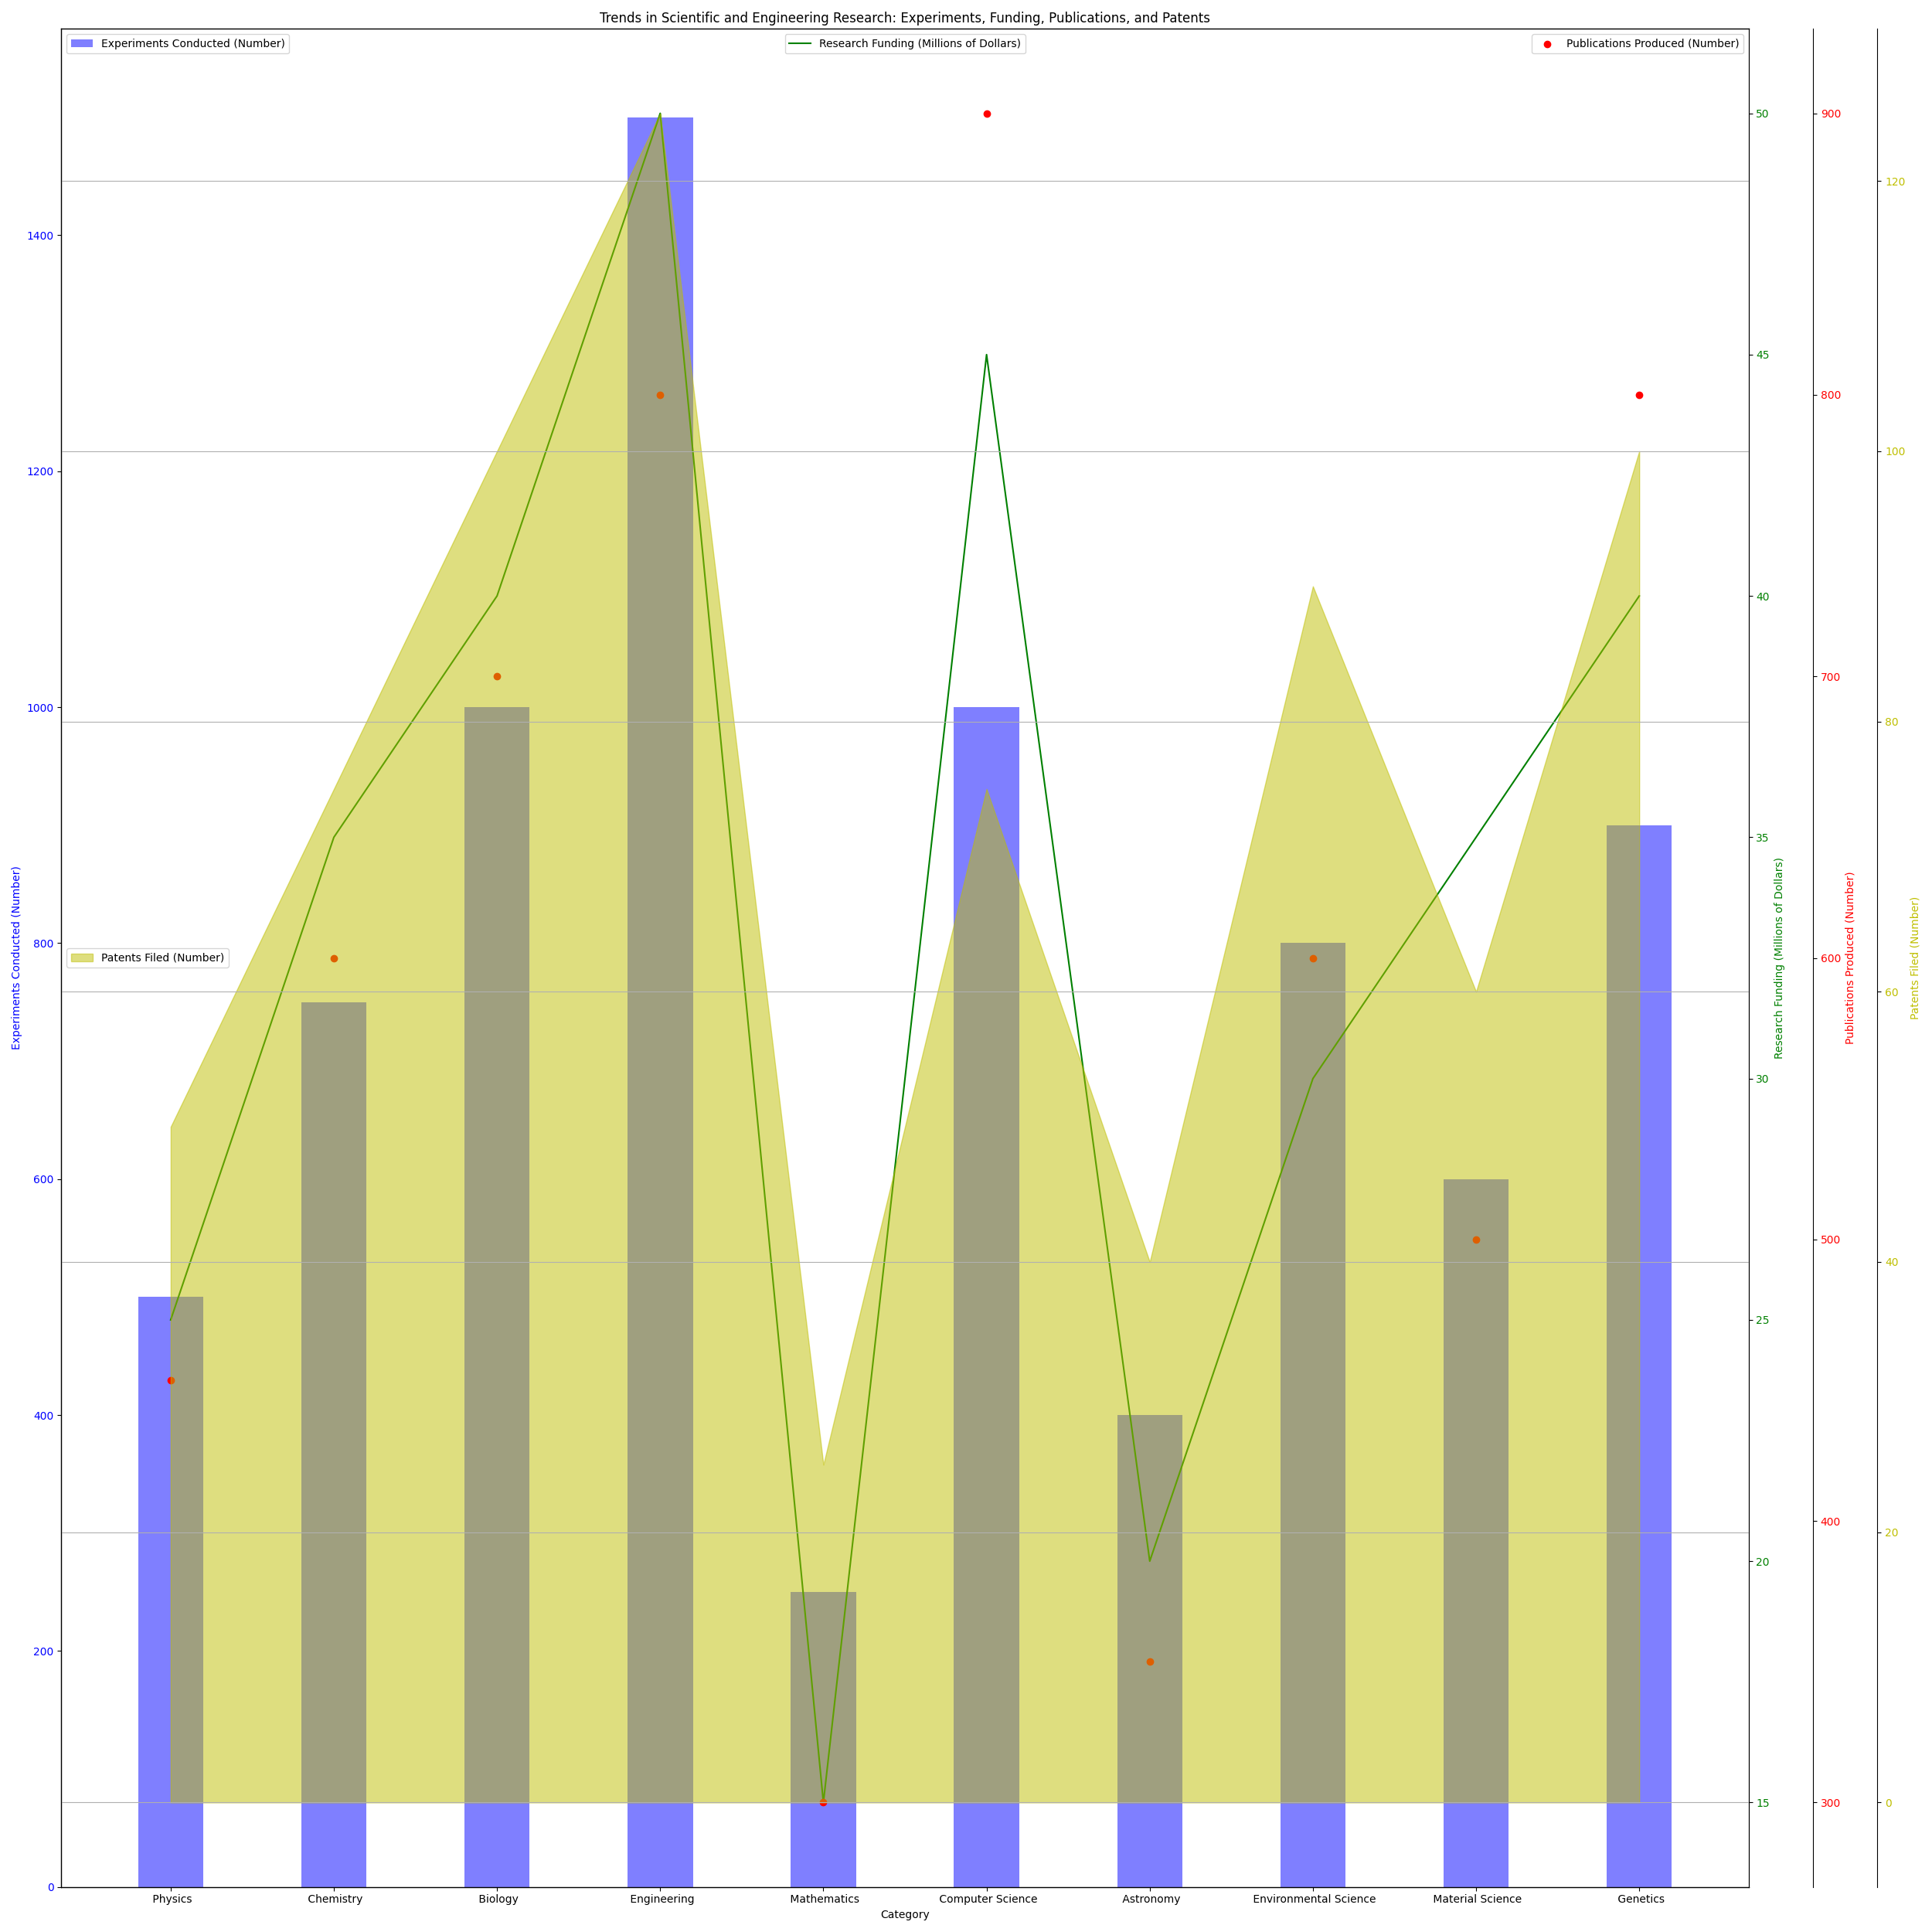 Trends in Scientific and Engineering Research: Experiments, Funding, Publications, and Patents
Experiments Conducted (Number)
Research Funding (Millions of Dollars)
Publications Produced (Number)
Patents Filed (Number)
Experiments Conducted (Number)
1400
1200
1000
800
600
400
200
0
50
45
40
35
30
25
20
15
Research Funding (Millions of Dollars)
900
800
700
600
500
400
300
Publications Produced (Number)
120
100
80
60
40
20
0
Patents Filed (Number)
Physics
Chemistry
Biology
Engineering
Mathematics
Computer Science
Astronomy
Environmental Science
Material Science
Genetics
Category